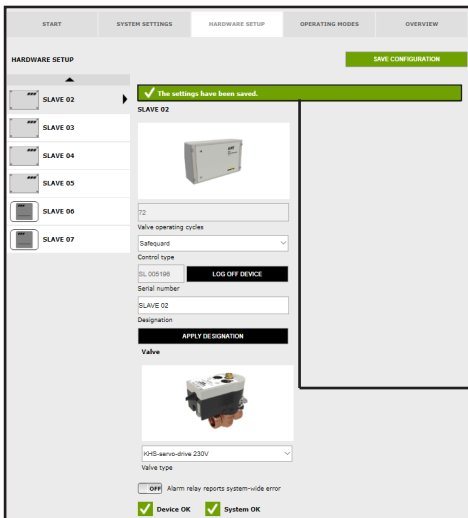 START SYSTEM SETTINGS HARDWARE SETUP OPERATING MODES OVERVIEW
HARDWARE SETUP SAVE CONFIGURATION
SLAVE 02
SLAVE 03
SLAVE 04
SLAVE 05
SLAVE 06
SLAVE 07
The settings have been saved.
SLAVE 02
72
Valve operating cycles
Safeguard
Control type
SL 005198 LOG OFF DEVICE
Serial number
SLAVE 02
Designation
APPLY DESIGNATION
Valve
KHS-servo-drive 230V
Valve type
OFF Alarm relay reports system-wide error
Device OK System OK